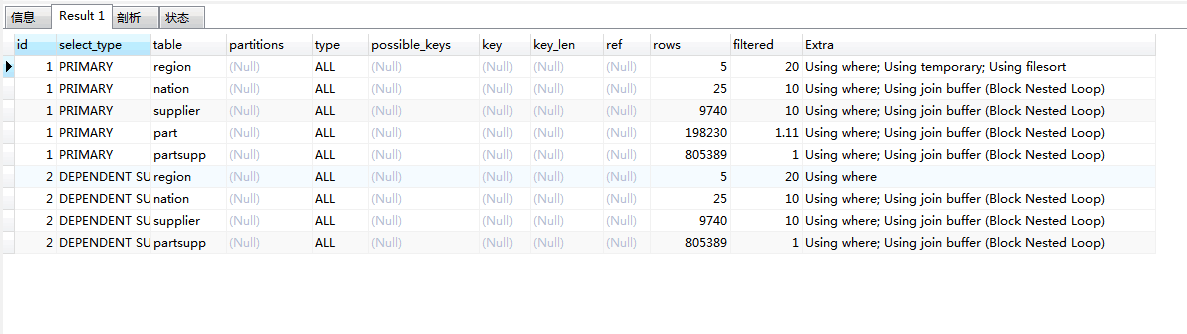 信息 Result 1 剖析 状态
id select_type table partitions type possible_keys key key_len ref rows filtered Extra
1 PRIMARY region (Null) ALL (Null) (Null) (Null) (Null) 5 20 Using where; Using temporary; Using filesort
1 PRIMARY nation (Null) ALL (Null) (Null) (Null) (Null) 25 10 Using where; Using join buffer (Block Nested Loop)
1 PRIMARY supplier (Null) ALL (Null) (Null) (Null) (Null) 9740 10 Using where; Using join buffer (Block Nested Loop)
1 PRIMARY part (Null) ALL (Null) (Null) (Null) (Null) 198230 1.11 Using where; Using join buffer (Block Nested Loop)
1 PRIMARY partsupp (Null) ALL (Null) (Null) (Null) (Null) 805389 1 Using where; Using join buffer (Block Nested Loop)
2 DEPENDENT SU region (Null) ALL (Null) (Null) (Null) (Null) 5 20 Using where
2 DEPENDENT SU nation (Null) ALL (Null) (Null) (Null) (Null) 25 10 Using where; Using join buffer (Block Nested Loop)
2 DEPENDENT SU supplier (Null) ALL (Null) (Null) (Null) (Null) 9740 10 Using where; Using join buffer (Block Nested Loop)
2 DEPENDENT SU partsupp (Null) ALL (Null) (Null) (Null) (Null) 805389 1 Using where; Using join buffer (Block Nested Loop)